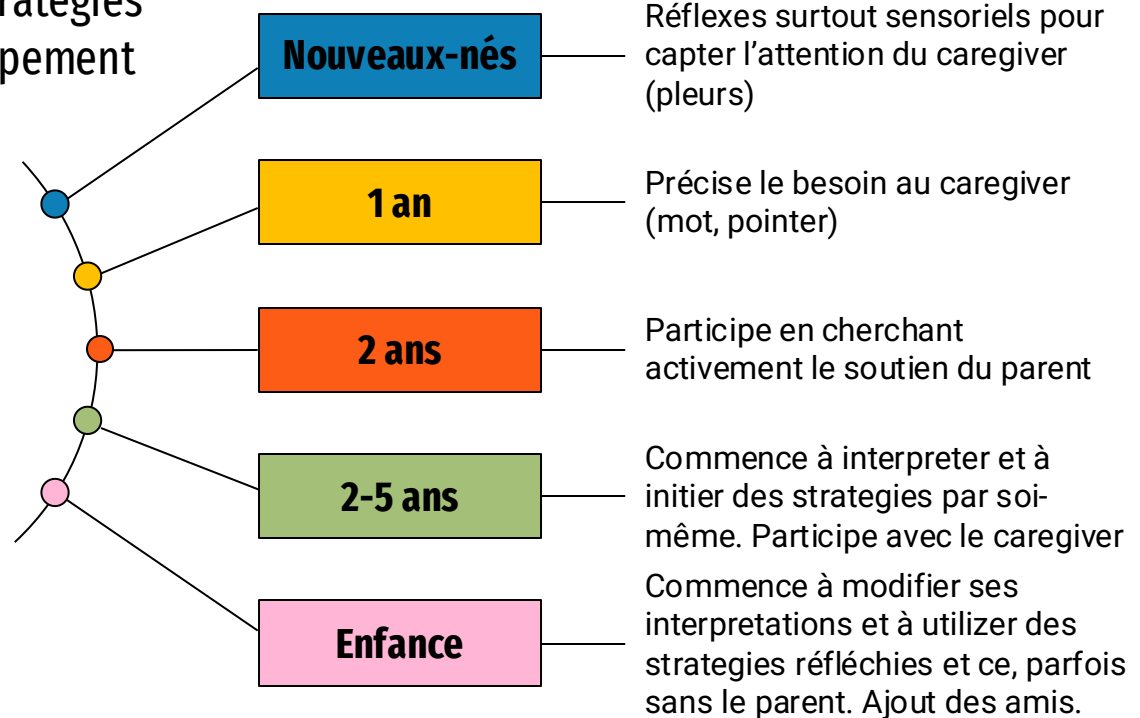 pement
Nouveaux-nés
Réflexes surtout sensoriels pour
capter l’attention du caregiver
(pleurs)
1 an
Précise le besoin au caregiver
(mot, pointer)
2 ans
Participe en cherchant
activement le soutien du parent
2-5 ans
Commence à interpreter et à
initier des strategies par soi-
même. Participe avec le caregiver
Enfance
Commence à modifier ses
interpretations et à utilizer des
strategies réfléchies et ce, parfois
sans le parent. Ajout des amis.